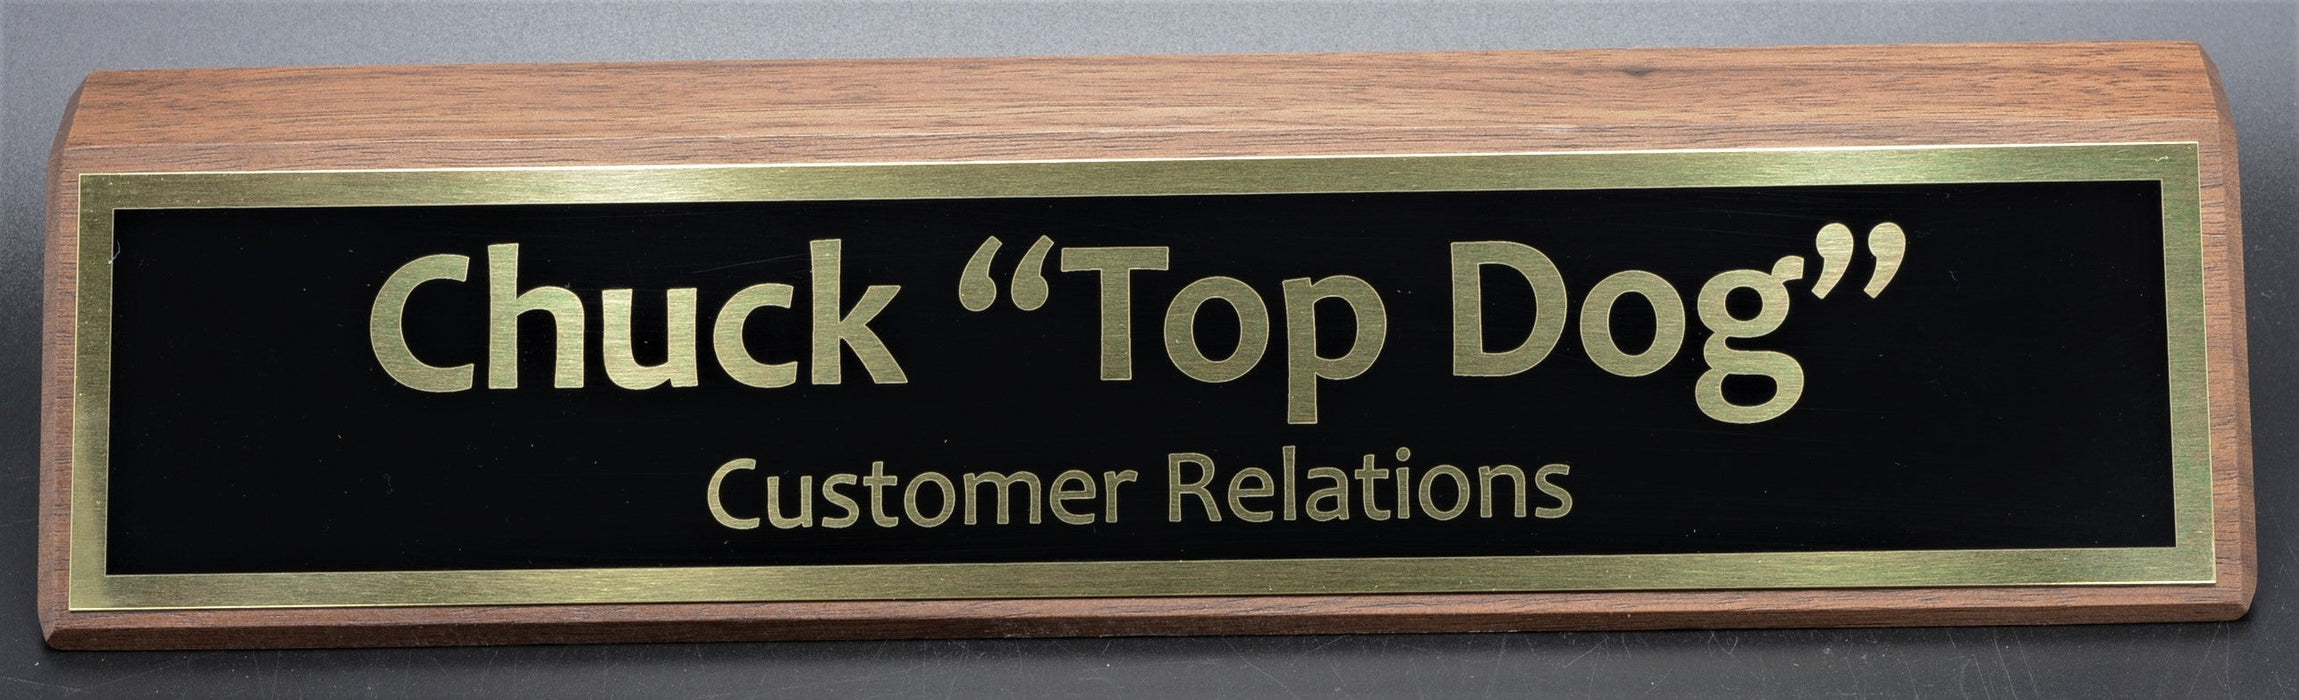 Chuck “Top Dog”
Customer Relations